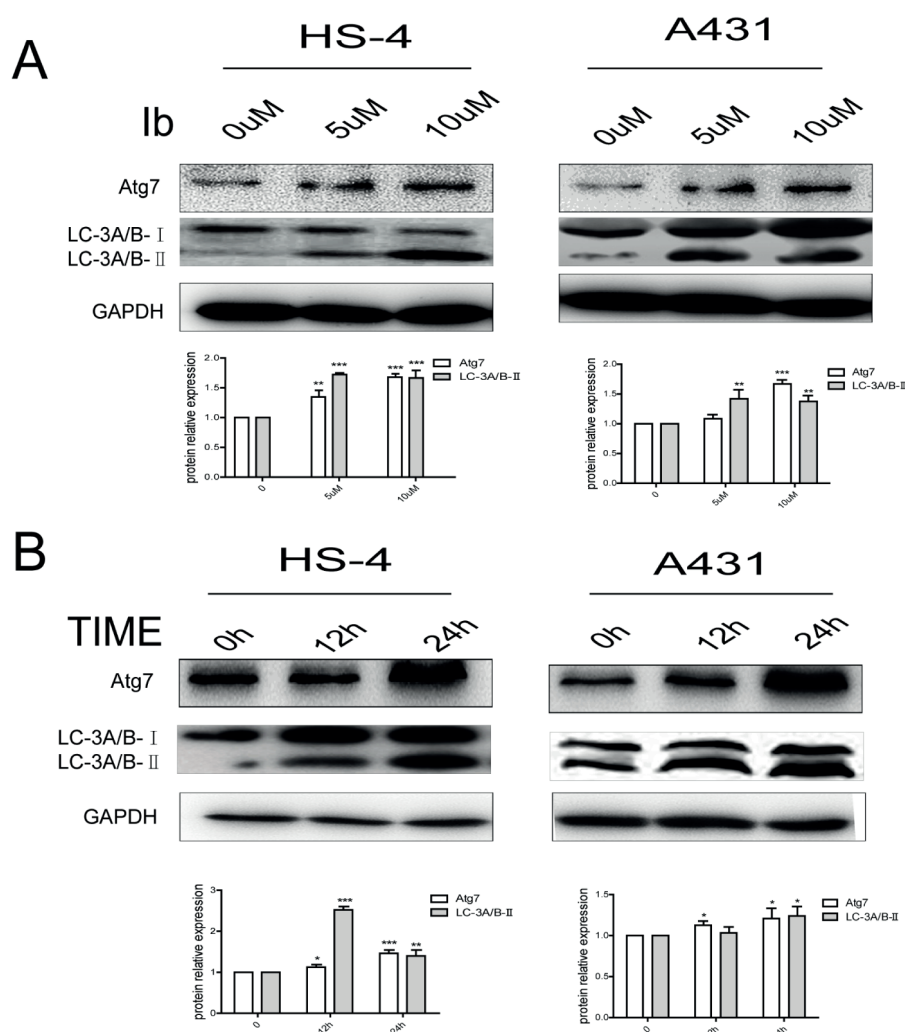 A
HS-4 A431
Ib 0uM 5uM 10uM 0uM 5uM 10uM
Atg7
LC-3A/B-Ⅰ
LC-3A/B-Ⅱ
GAPDH
protein relative expression
2.0
1.5
1.0
0.5
0.0
** *** *** ***
Atg7
LC-3A/B-Ⅱ
0 5uM 10uM
protein relative expression
2.0
1.5
1.0
0.5
0.0
** *** **
Atg7
LC-3A/B-Ⅱ
0 5uM 10uM
B
HS-4 A431
TIME 0h 12h 24h 0h 12h 24h
Atg7
LC-3A/B-Ⅰ
LC-3A/B-Ⅱ
GAPDH
protein relative expression
3
2
1
0
* *** *** **
Atg7
LC-3A/B-Ⅱ
0 12h 24h
protein relative expression
1.5
1.0
0.5
0.0
* * *
Atg7
LC-3A/B-Ⅱ
0